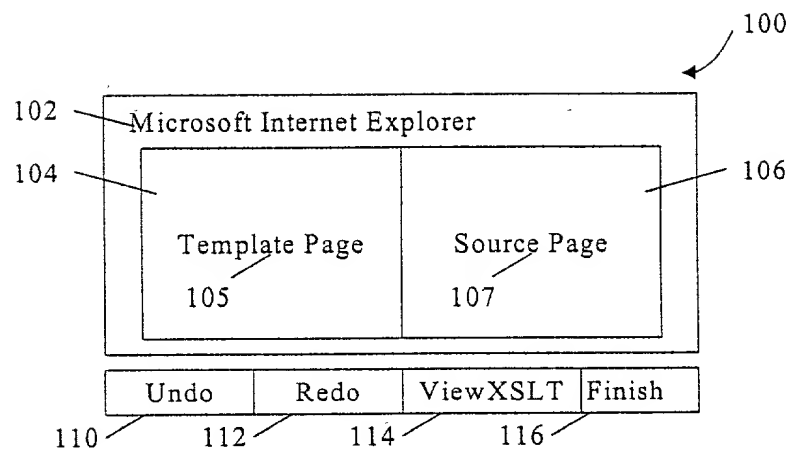 100
102
Microsoft Internet Explorer
104
106
Template Page
Source Page
105
107
Undo
Redo
ViewXSLT
Finish
110
112
114
116